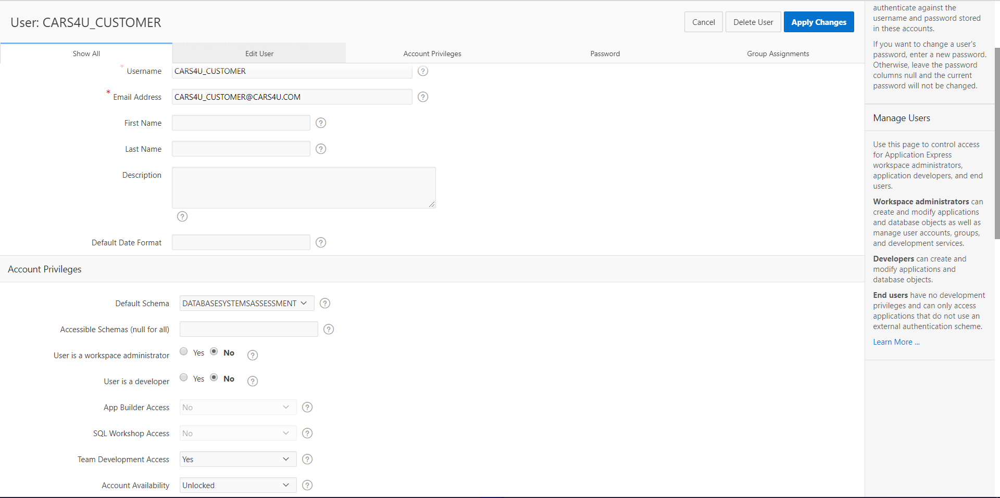 User: CARS4U_CUSTOMER
Cancel
Delete User
Apply Changes
Show All
Edit User
Account Privileges
Password
Group Assignments
* Username
CARS4U_CUSTOMER
?
* Email Address
CARS4U_CUSTOMER@CARS4U.COM
?
First Name
?
Last Name
?
Description
?
Default Date Format
?
Account Privileges
Default Schema
DATABASESYSTEMSASSESSMENT
?
Accessible Schemas (null for all)
?
User is a workspace administrator
Yes
No
?
User is a developer
Yes
No
?
App Builder Access
No
?
SQL Workshop Access
No
?
Team Development Access
Yes
?
Account Availability
Unlocked
?
authenticate against the
username and password stored
in these accounts.
If you want to change a user's
password, enter a new password.
Otherwise, leave the password
columns null and the current
password will not be changed.
Manage Users
Use this page to control access
for Application Express
workspace administrators,
application developers, and end
users.
Workspace administrators can
create and modify applications
and database objects as well as
manage user accounts, groups,
and development services.
Developers can create and
modify applications and
database objects.
End users have no development
privileges and can only access
applications that do not use an
external authentication scheme.
Learn More ...